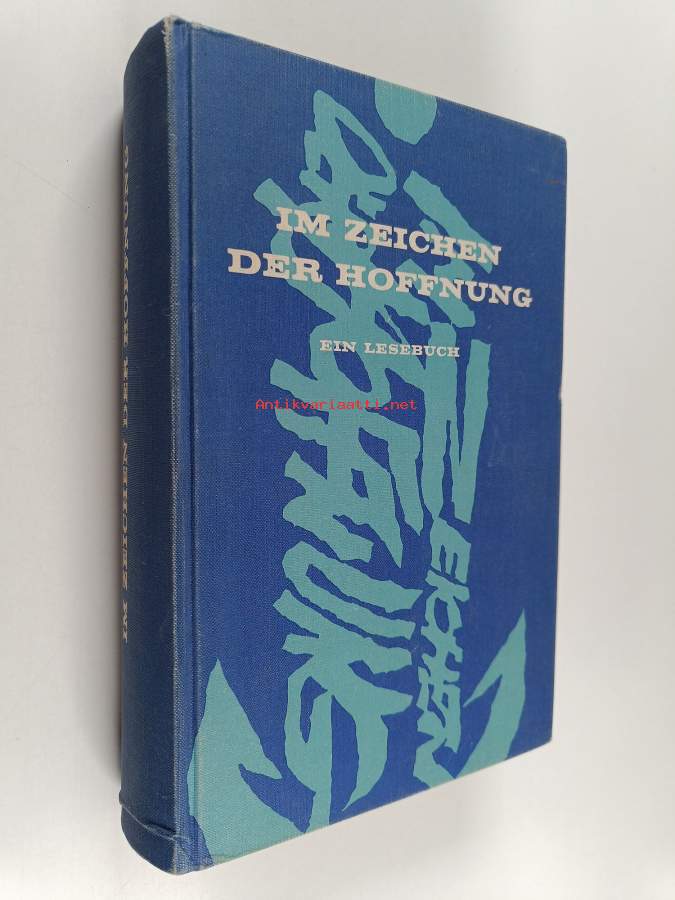 IM ZEICHEN
DER HOFFNUNG
EIN LESEBUCH
Antikvariaatti.net
IM ZEICHEN DER HOFFNUNG